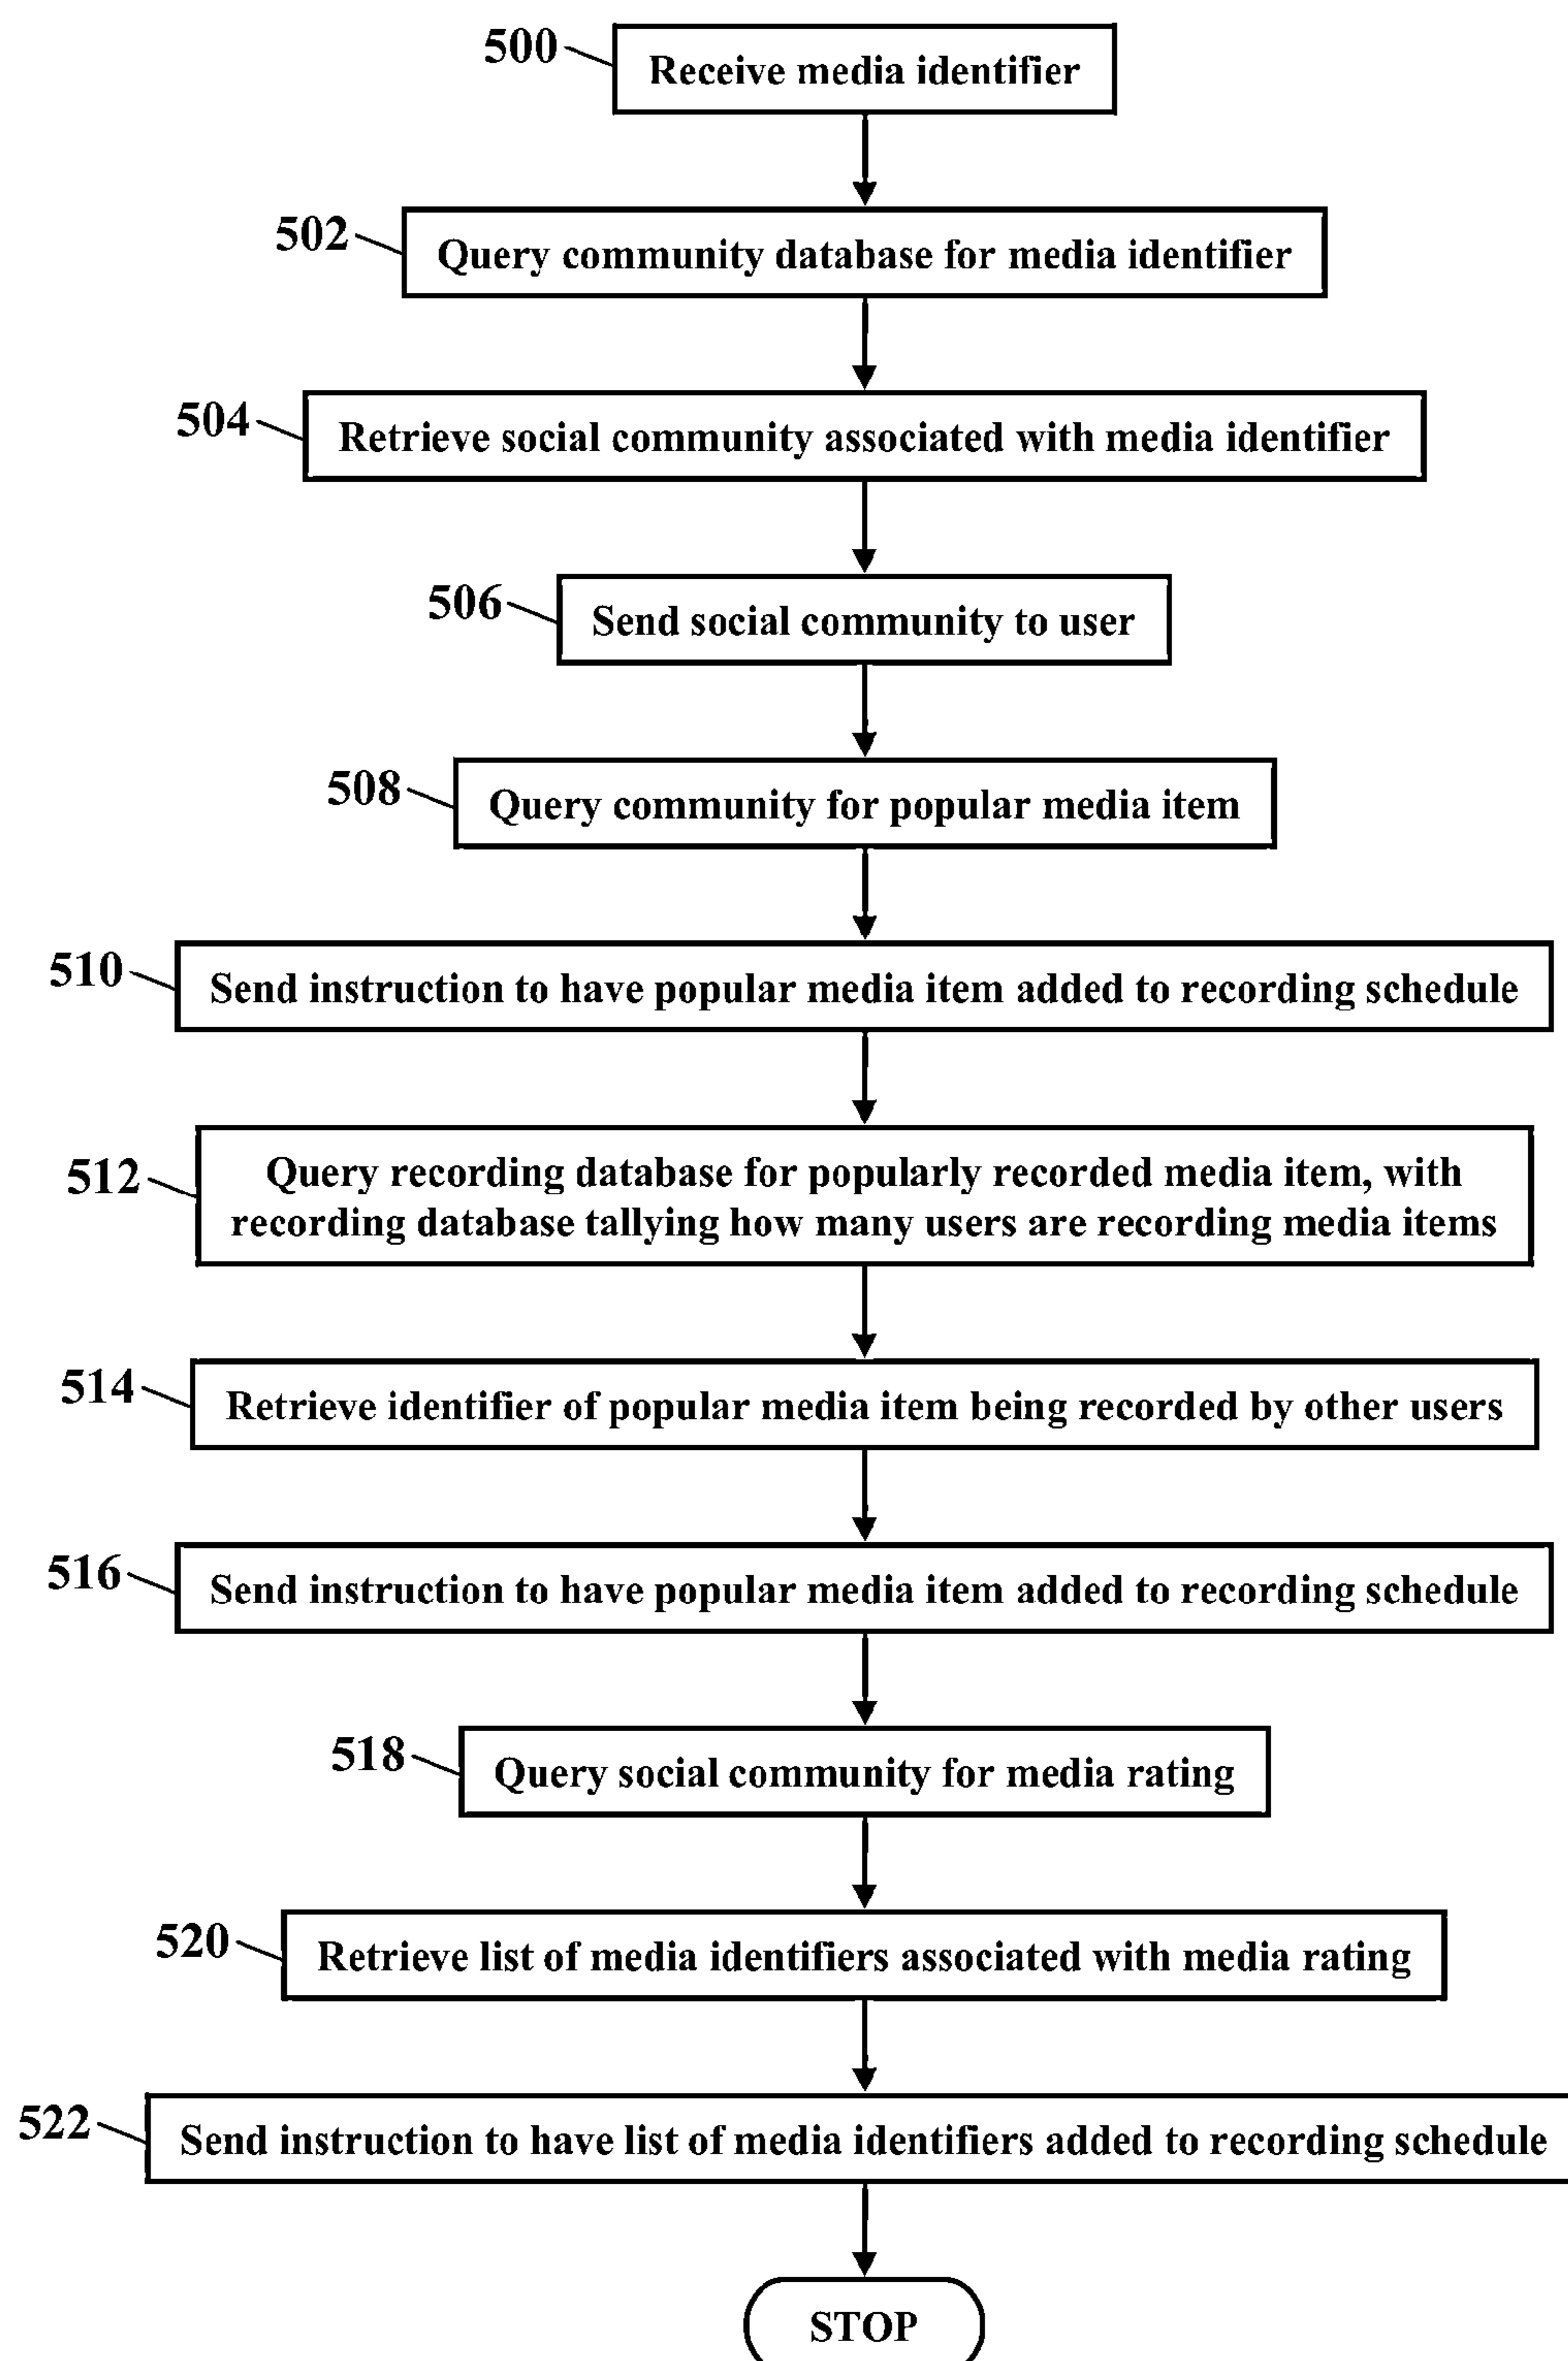 500
Receive media identifier
502
Query community database for media identifier
504
Retrieve social community associated with media identifier
506
Send social community to user
508
Query community for popular media item
510
Send instruction to have popular media item added to recording schedule
512
Query recording database for popularly recorded media item, with
recording database tallying how many users are recording media items
514
Retrieve identifier of popular media item being recorded by other users
516
Send instruction to have popular media item added to recording schedule
518
Query social community for media rating
520
Retrieve list of media identifiers associated with media rating
522
Send instruction to have list of media identifiers added to recording schedule
STOP